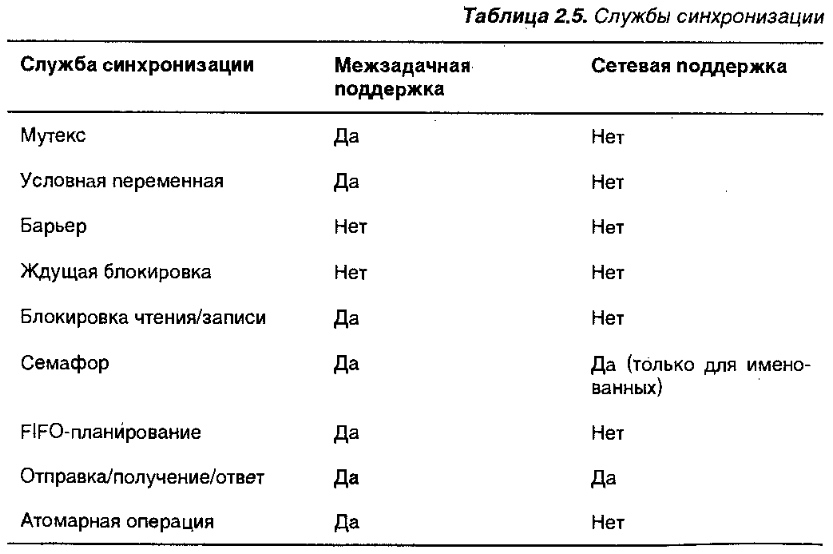 Таблица 2.5. Службы синхронизации
Служба синхронизации Межзадачная поддержка Сетевая поддержка
Мутекс Да Нет
Условная переменная Да Нет
Барьер Нет Нет
Ждущая блокировка Нет Нет
Блокировка чтения/записи Да Нет
Семафор Да Да (только для имено-
ванных)
FIFO-планирование Да Нет
Отправка/получение/ответ Да Да
Атомарная операция Да Нет